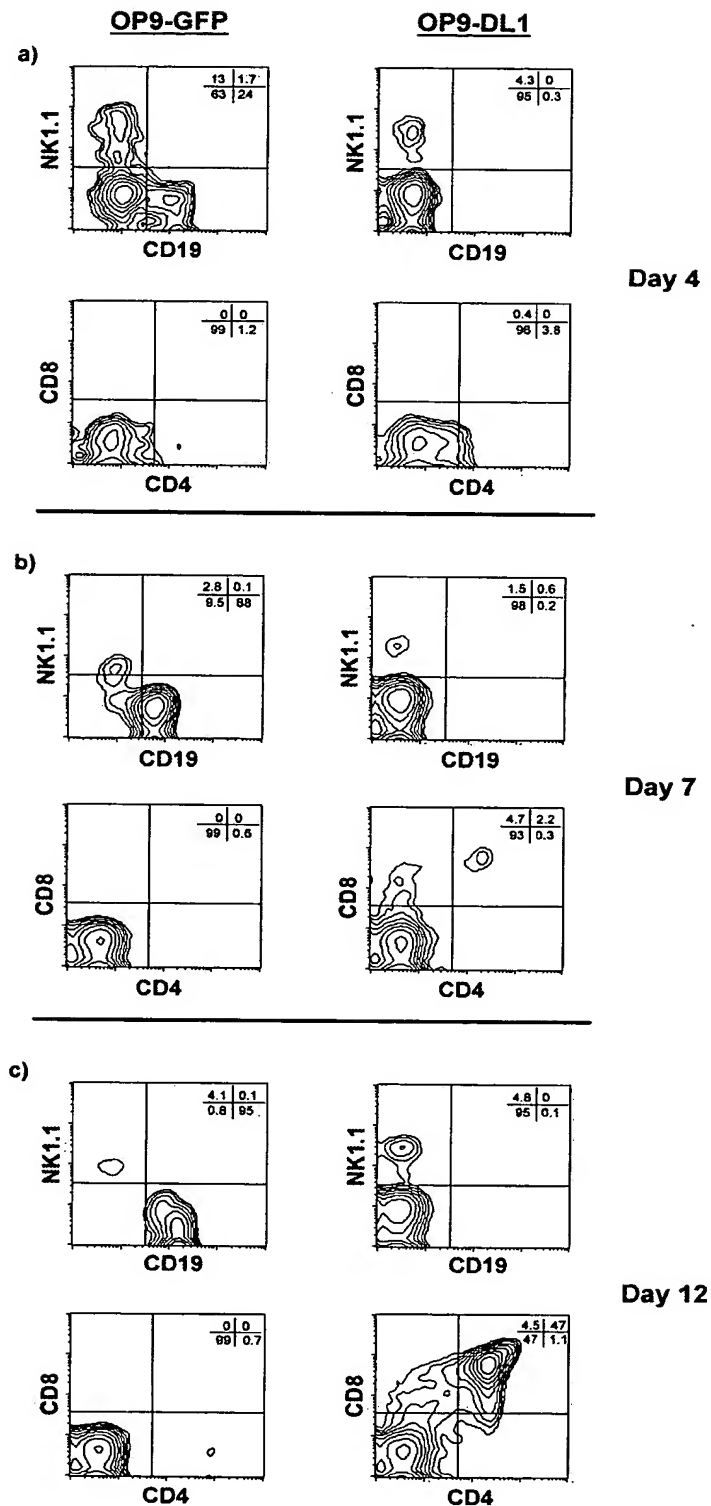 OP9-GFP OP9-DL1
a)
NK1.1 13 1.7 NK1.1 4.3 0
63 24 95 0.3
CD19 CD19
Day 4
CD8 0 0 CD8 0.4 0
99 1.2 96 3.8
CD4 CD4
b)
NK1.1 2.8 0.1 NK1.1 1.5 0.6
9.5 88 98 0.2
CD19 CD19
Day 7
CD8 0 0 CD8 4.7 2.2
99 0.6 93 0.3
CD4 CD4
c)
NK1.1 4.1 0.1 NK1.1 4.8 0
0.8 95 95 0.1
CD19 CD19
Day 12
CD8 0 0 CD8 4.5 47
99 0.7 47 1.1
CD4 CD4